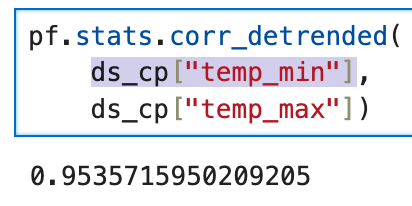 pf.stats.corr_detrended(
    ds_cp["temp_min"],
    ds_cp["temp_max"])
0.9535715950209205